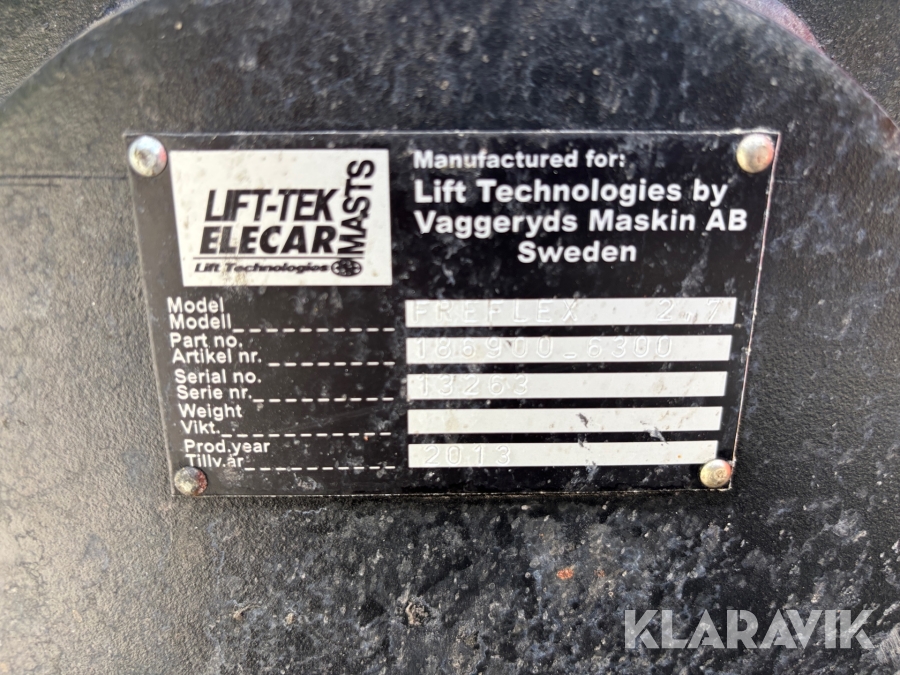 LIFT-TEK
ELECAR
MASTS
Lift Technologies
Manufactured for:
Lift Technologies by
Vaggeryds Maskin AB
Sweden
Model
Modell FREFLEX 2,7
Part no.
Artikel nr. 186900-6300
Serial no.
Serie nr. 13263
Weight
Vikt.
Prod.year
Tillv.år 2013
KLARAVIK